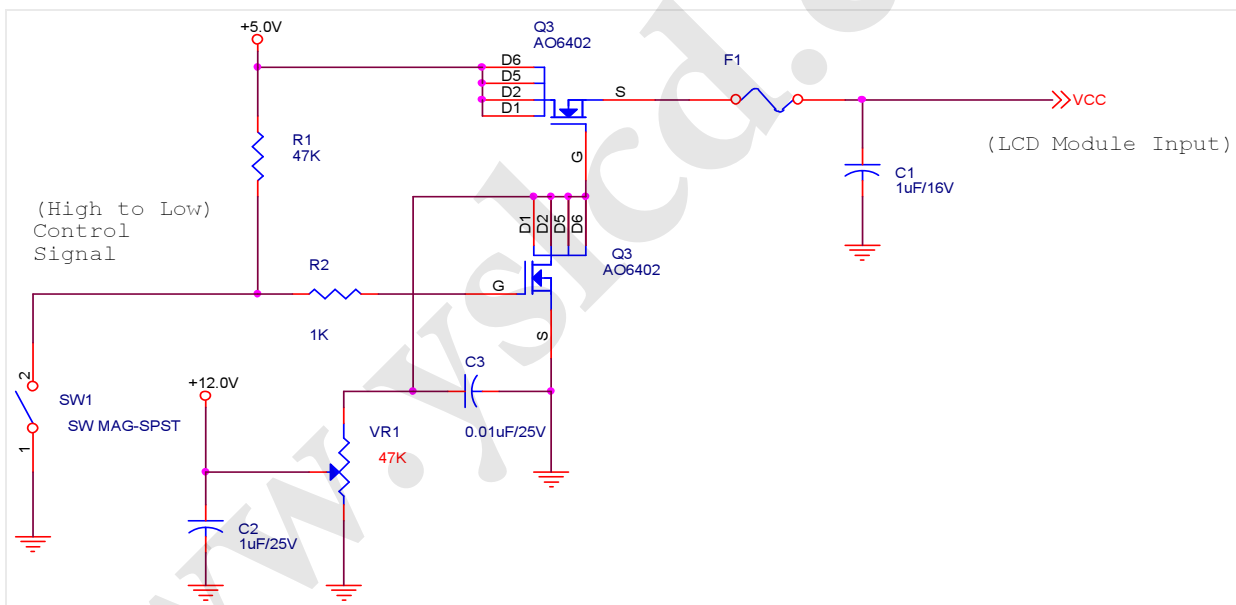 +5.0V
Q3
AO6402
D6
D5
D2
D1
S
F1
VCC
(LCD Module Input)
G
R1
47K
C1
1uF/16V
(High to Low)
Control
Signal
D1
D2
D5
D6
Q3
AO6402
R2
G
1K
S
C3
0.01uF/25V
+12.0V
2
SW1
SW MAG-SPST
1
VR1
47K
C2
1uF/25V
www.yslcd.